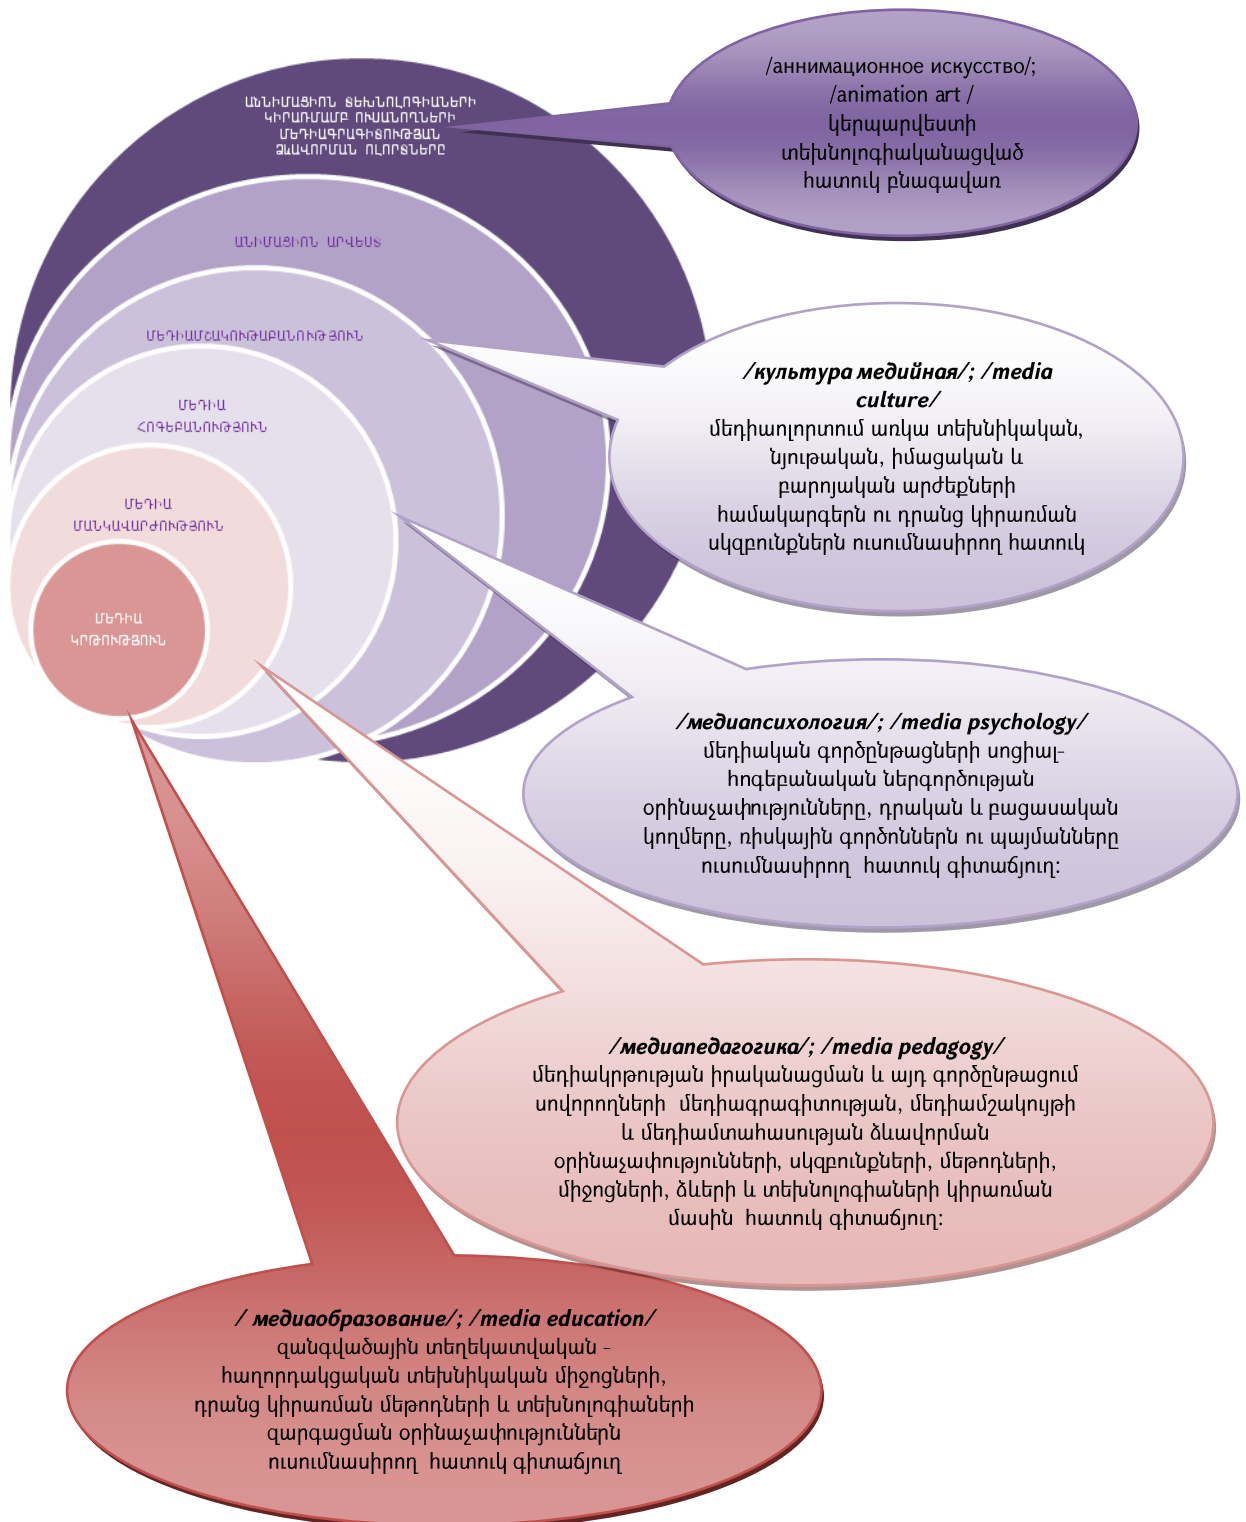 ԱՆՆԻՄԱՑԻՈՆ ՏԵԽՆՈԼՈԳԻԱՆԵՐԻ
ԿԻՐԱՌՄԱՄԲ ՈՒՍԱՆՈՂՆԵՐԻ
ՄԵԴԻԱԳՐԱԳԻՏՈՒԹՅԱՆ
ՁևԱՎՈՐՄԱՆ ՈԼՈՐՏՆԵՐԸ
ԱՆԻՄԱՑԻՈՆ ԱՐՎԵՍՏ
ՄԵԴԻԱՄՇԱԿՈՒԹԱԲԱՆՈՒԹՅՈՒՆ
ՄԵԴԻԱ
ՀՈԳԵԲԱՆՈՒԹՅՈՒՆ
ՄԵԴԻԱ
ՄԱՆԿԱՎԱՐԺՈՒԹՅՈՒՆ
ՄԵԴԻԱ
ԿՐԹՈՒԹՅՈՒՆ
/аннимационное искусство/;
/animation art /
կերպարվեստի
տեխնոլոգիականացված
հատուկ բնագավառ
/культура медийная/; /media
culture/
մեդիաոլորտում առկա տեխնիկական,
նյութական, իմացական և
բարոյական արժեքների
համակարգերն ու դրանց կիրառման
սկզբունքներն ուսումնասիրող հատուկ
/медиапсихология/; /media psychology/
մեդիական գործընթացների սոցիալ-
հոգեբանական ներգործության
օրինաչափությունները, դրական և բացասական
կողմերը, ռիսկային գործոններն ու պայմանները
ուսումնասիրող հատուկ գիտաճյուղ:
/медиапедагогика/; /media pedagogy/
մեդիակրթության իրականացման և այդ գործընթացում
սովորողների մեդիագրագիտության, մեդիամշակույթի
և մեդիամտահասության ձևավորման
օրինաչափությունների, սկզբունքների, մեթոդների,
միջոցների, ձևերի և տեխնոլոգիաների կիրառման
մասին հատուկ գիտաճյուղ:
/ медиаобразование/; /media education/
զանգվածային տեղեկատվական -
հաղորդակցական տեխնիկական միջոցների,
դրանց կիրառման մեթոդների և տեխնոլոգիաների
զարգացման օրինաչափություններն
ուսումնասիրող հատուկ գիտաճյուղ